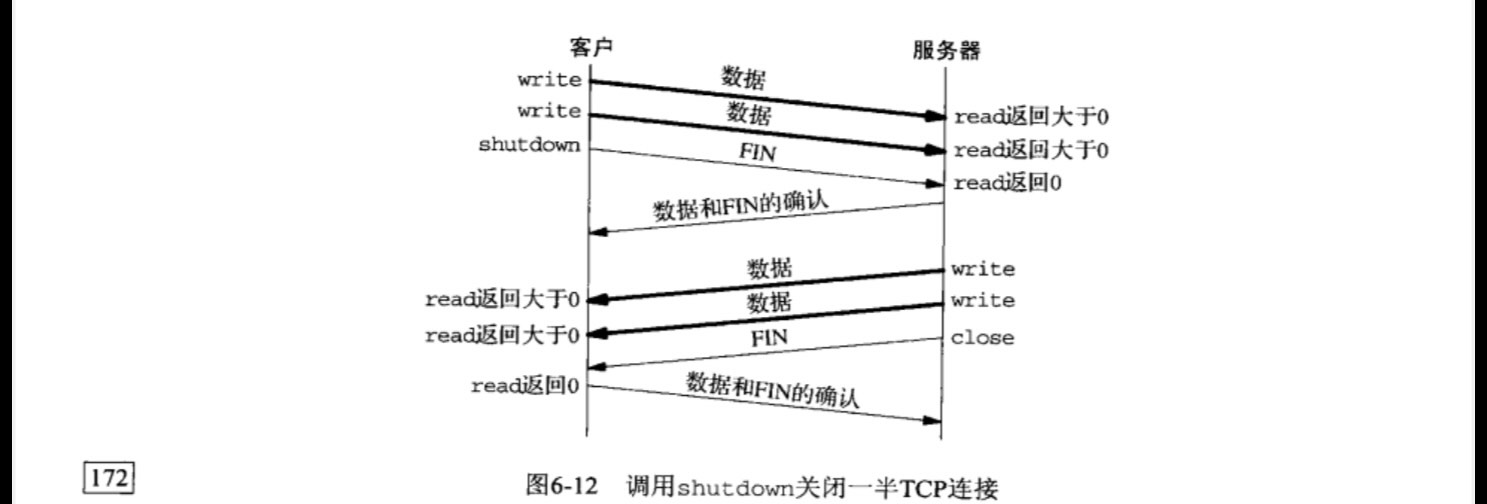 客户 服务器
write 数据
write 数据 read返回大于0
shutdown FIN read返回大于0
read返回0
数据和FIN的确认
数据 write
read返回大于0 数据 write
read返回大于0 FIN close
read返回0 数据和FIN的确认
172 图6-12 调用shutdown关闭一半TCP连接